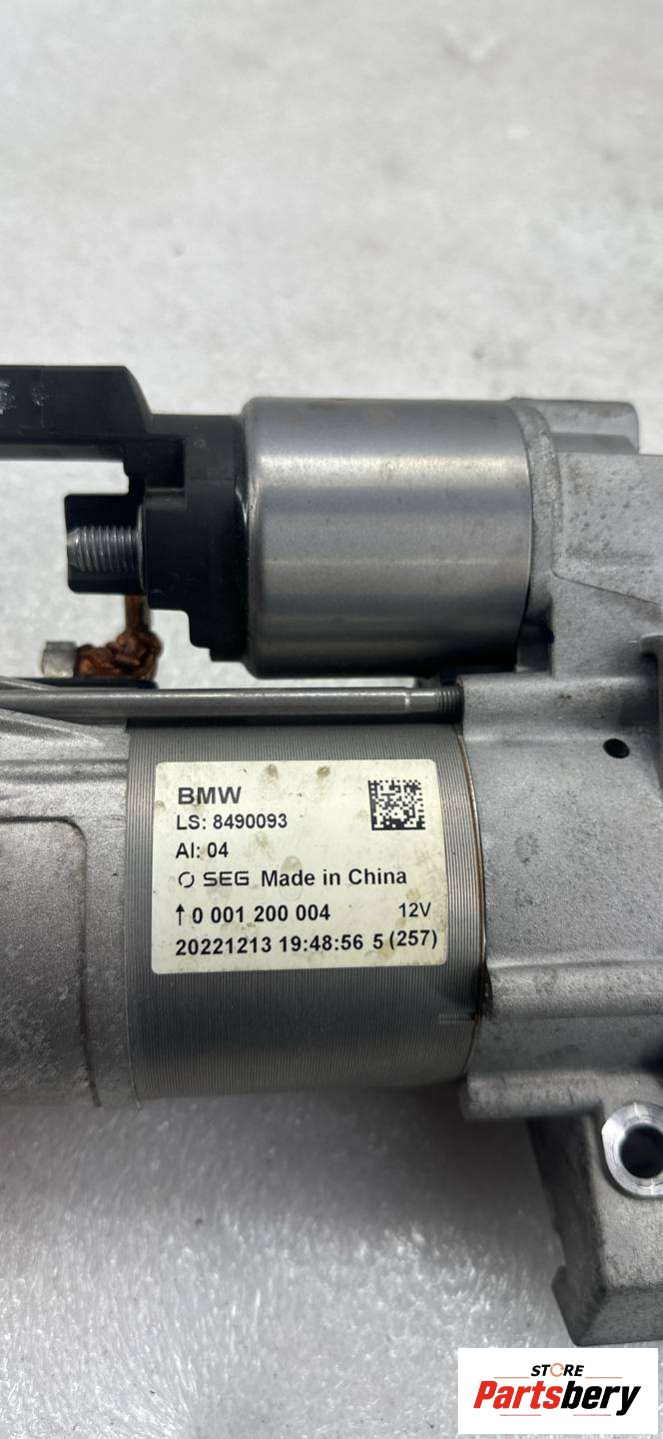 BMW
LS: 8490093
AI: 04
SEG Made in China
↑0 001 200 004 12V
20221213 19:48:56 5 (257)
STORE
Partsbery